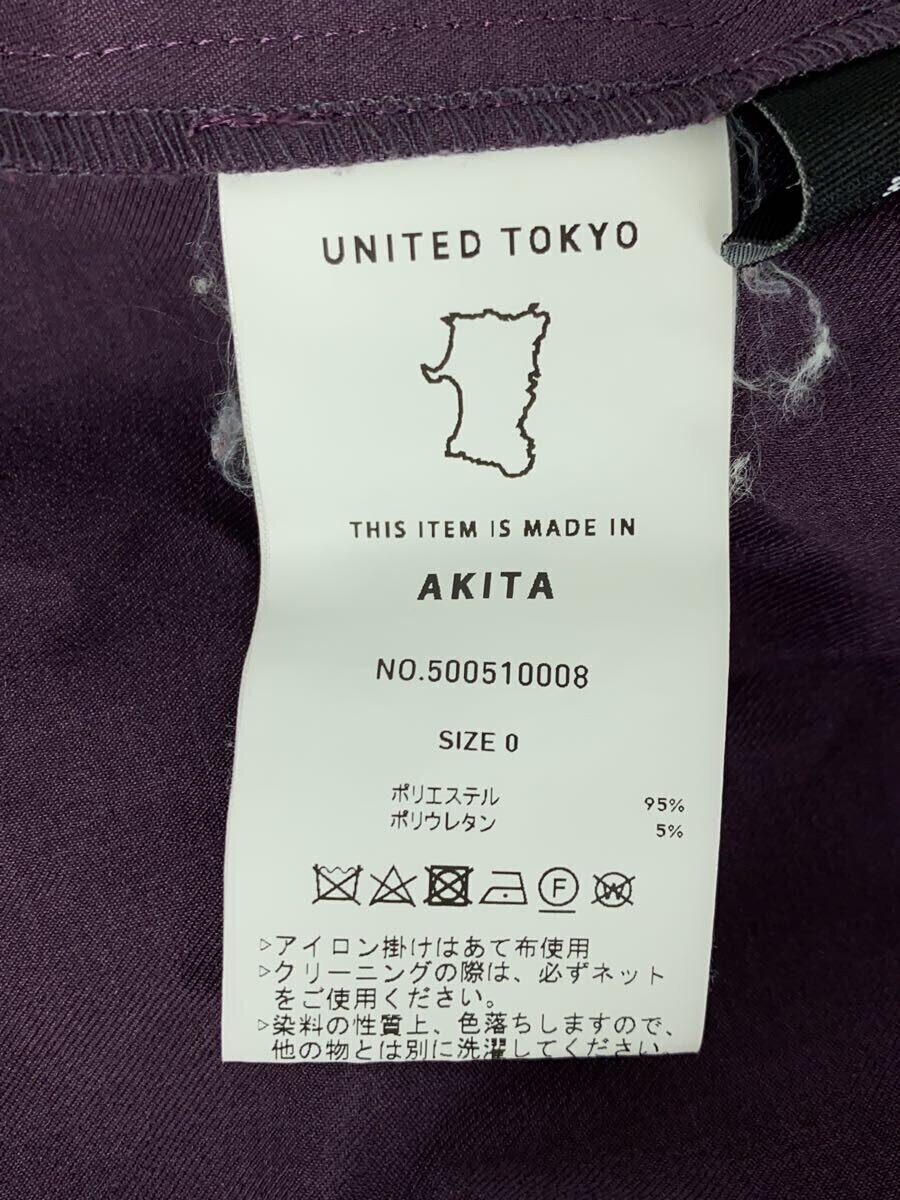 UNITED TOKYO
THIS ITEM IS MADE IN
AKITA
NO.500510008
SIZE 0
ポリエステル 95%
ポリウレタン 5%
F W
▷アイロン掛けはあて布使用
▷クリーニングの際は、必ずネット
をご使用ください。
▷染料の性質上、色落ちしますので、
他の物とは別に洗濯してください。